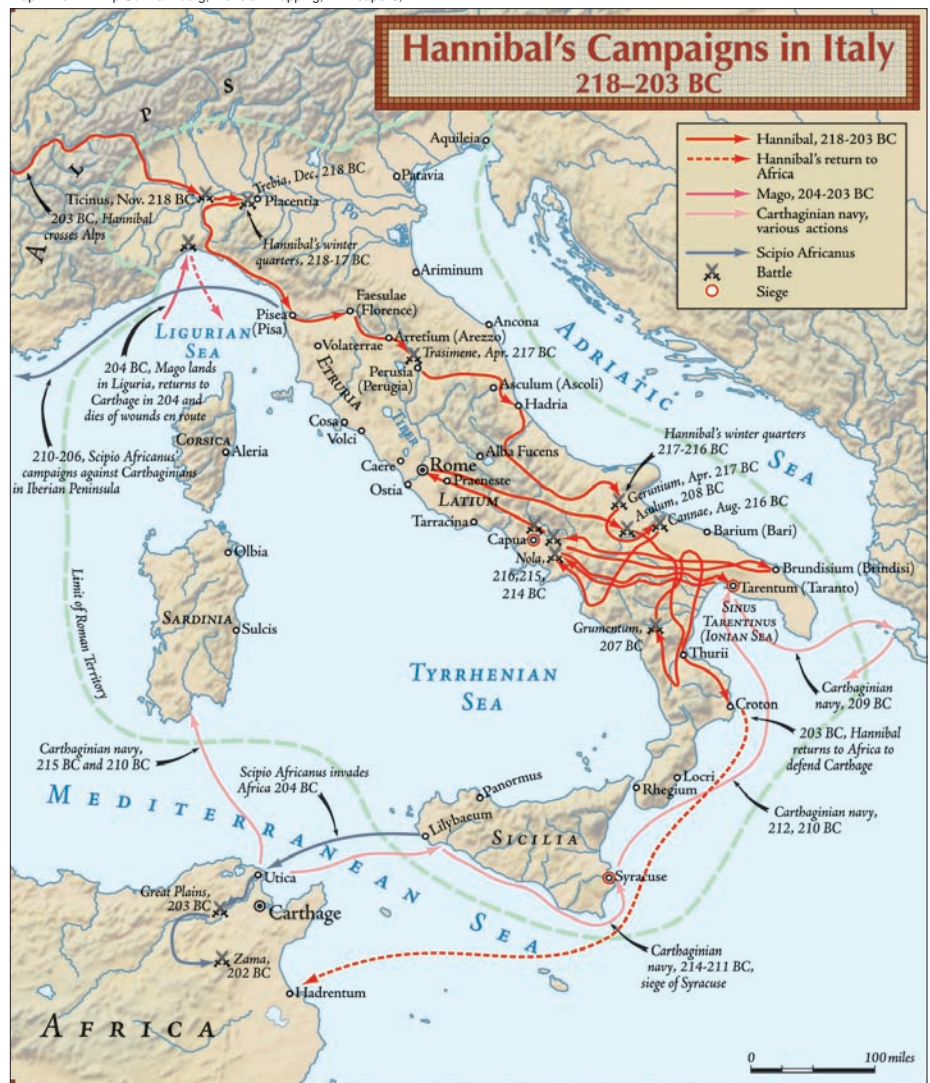 Hannibal's Campaigns in Italy
218–203 BC
Hannibal, 218-203 BC
Hannibal's return to
Africa
Mago, 204-203 BC
Carthaginian navy,
various actions
Scipio Africanus
Battle
Siege
A L P S
Aquileia
Patavia
Ticinus, Nov. 218 BC
Trebia, Dec. 218 BC
Placentia
Po
203 BC, Hannibal
crosses Alps
Hannibal's winter
quarters, 218-17 BC
Ariminum
Pisea
(Pisa)
Faesulae
(Florence)
LIGURIAN
SEA
Arretium (Arezzo)
Ancona
ADRIATIC SEA
Volaterrae
Trasimene, Apr. 217 BC
Perusia
(Perugia)
ETRURIA
204 BC, Mago lands
in Liguria, returns to
Carthage in 204 and
dies of wounds en route
Asculum (Ascoli)
Hadria
Cosa
Volci
TIBER
CORSICA
Aleria
210-206, Scipio Africanus'
campaigns against Carthaginians
in Iberian Peninsula
Alba Fucens
Hannibal's winter quarters
217-216 BC
Caere
Rome
Praeneste
Ostia
LATIUM
Gerunium, Apr. 217 BC
Asulum, 208 BC
Cannae, Aug. 216 BC
Tarracina
Barium (Bari)
Capua
Nola,
216, 215,
214 BC
Olbia
Brundisium (Brindisi)
Tarentum (Taranto)
Limit of Roman Territory
SARDINIA
Sulcis
SINUS
TARENTINUS
(IONIAN SEA)
Grumentum,
207 BC
Thurii
TYRRHENIAN
SEA
Carthaginian
navy, 209 BC
Croton
203 BC, Hannibal
returns to Africa to
defend Carthage
Carthaginian navy,
215 BC and 210 BC
Scipio Africanus invades
Africa 204 BC
Panormus
Locri
Rhegium
MEDITERRANEAN SEA
Lilybaeum
SICILIA
Carthaginian navy,
212, 210 BC
Utica
Syracuse
Great Plains,
203 BC
Carthage
Zama,
202 BC
Carthaginian
navy, 214-211 BC,
siege of Syracuse
Hadrentum
AFRICA
0 100 miles